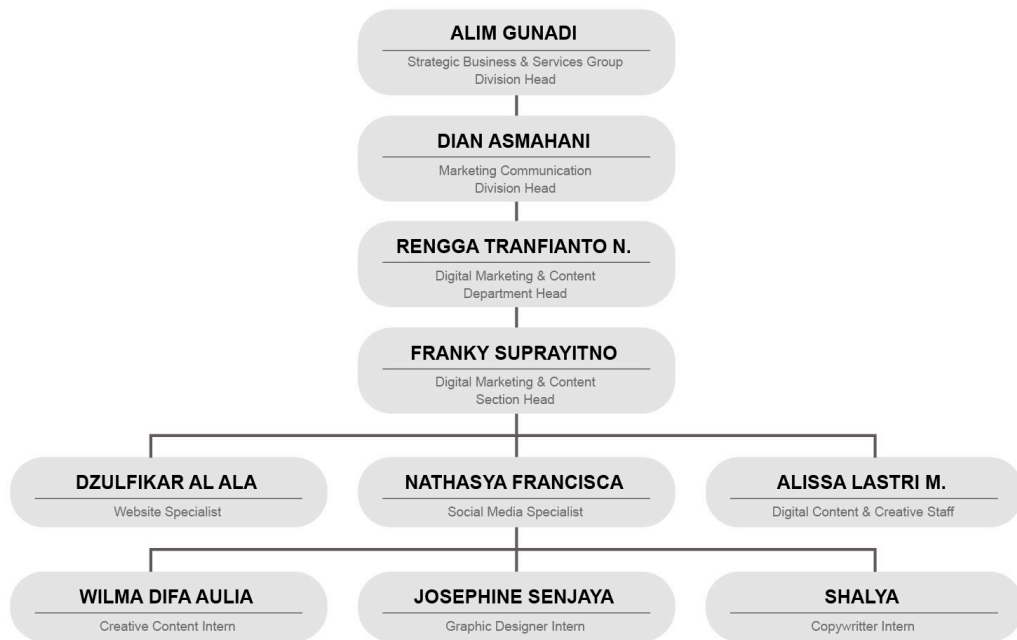 ALIM GUNADI
Strategic Business & Services Group
Division Head
DIAN ASMAHANI
Marketing Communication
Division Head
RENGGA TRANFIANTO N.
Digital Marketing & Content
Department Head
FRANKY SUPRAYITNO
Digital Marketing & Content
Section Head
DZULFIKAR AL ALA
Website Specialist
NATHASYA FRANCISCA
Social Media Specialist
ALISSA LASTRI M.
Digital Content & Creative Staff
WILMA DIFA AULIA
Creative Content Intern
JOSEPHINE SENJAYA
Graphic Designer Intern
SHALYA
Copywritter Intern